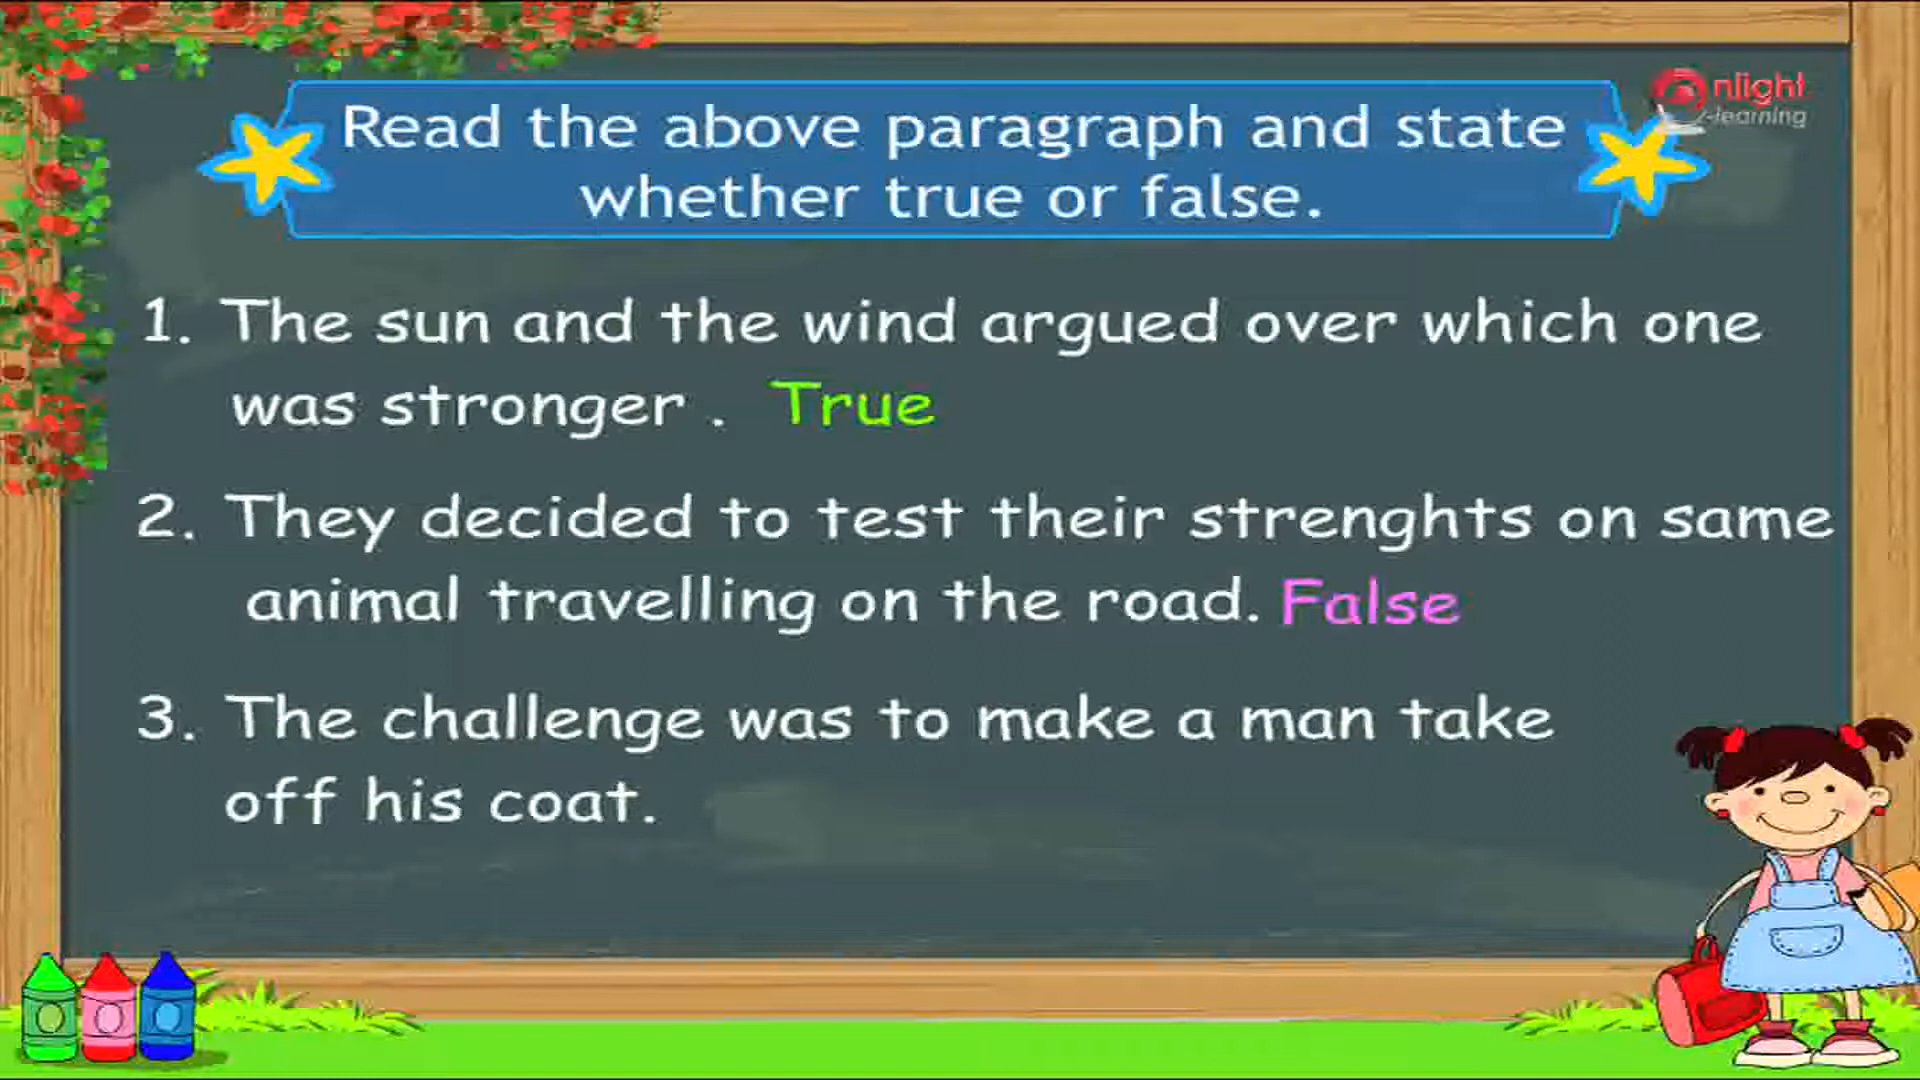 Read the above paragraph and state
whether true or false.
nlight
-learning
1. The sun and the wind argued over which one
was stronger . True
2. They decided to test their strenghts on same
animal travelling on the road. False
3. The challenge was to make a man take
off his coat.